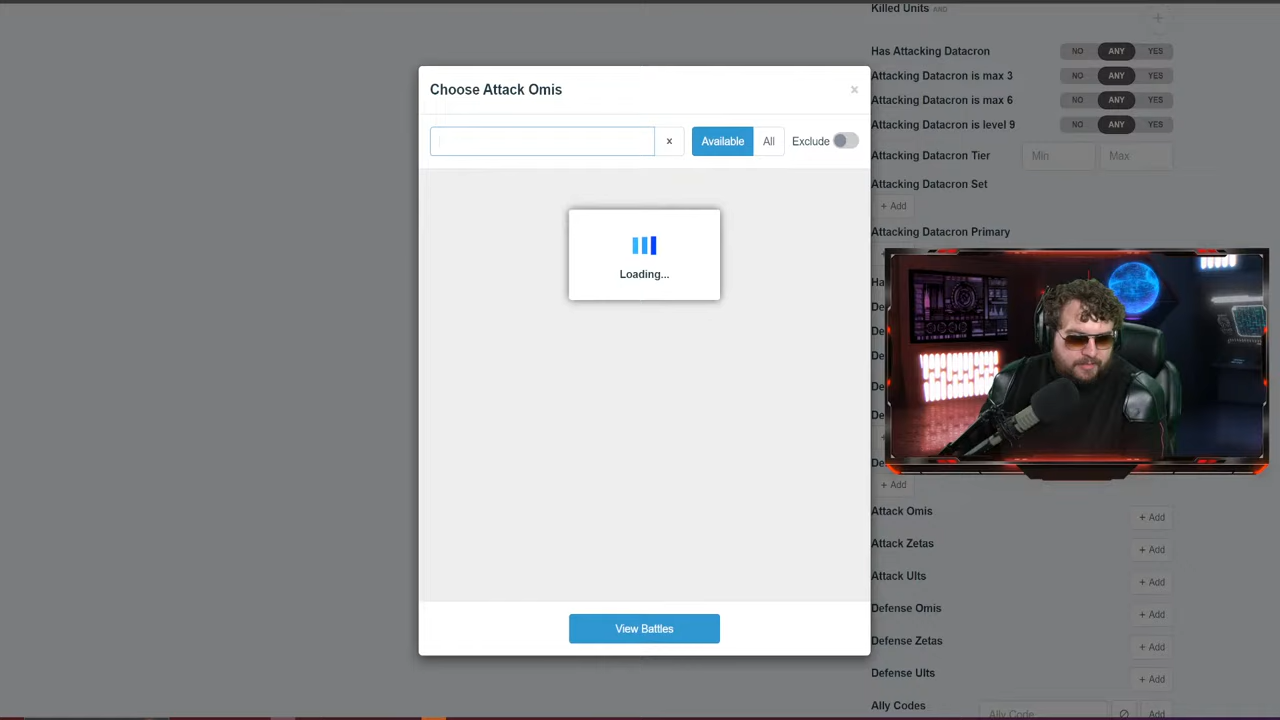 Killed Units AND
+
Has Attacking Datacron NO ANY YES
Attacking Datacron is max 3 NO ANY YES
Attacking Datacron is max 6 NO ANY YES
Attacking Datacron is level 9 NO ANY YES
Attacking Datacron Tier Min Max
Attacking Datacron Set
+ Add
Attacking Datacron Primary
Choose Attack Omis ×
x Available All Exclude
Loading...
View Battles
+ Add
Attack Omis + Add
Attack Zetas + Add
Attack Ults + Add
Defense Omis + Add
Defense Zetas + Add
Defense Ults + Add
Ally Codes Ally Code Add